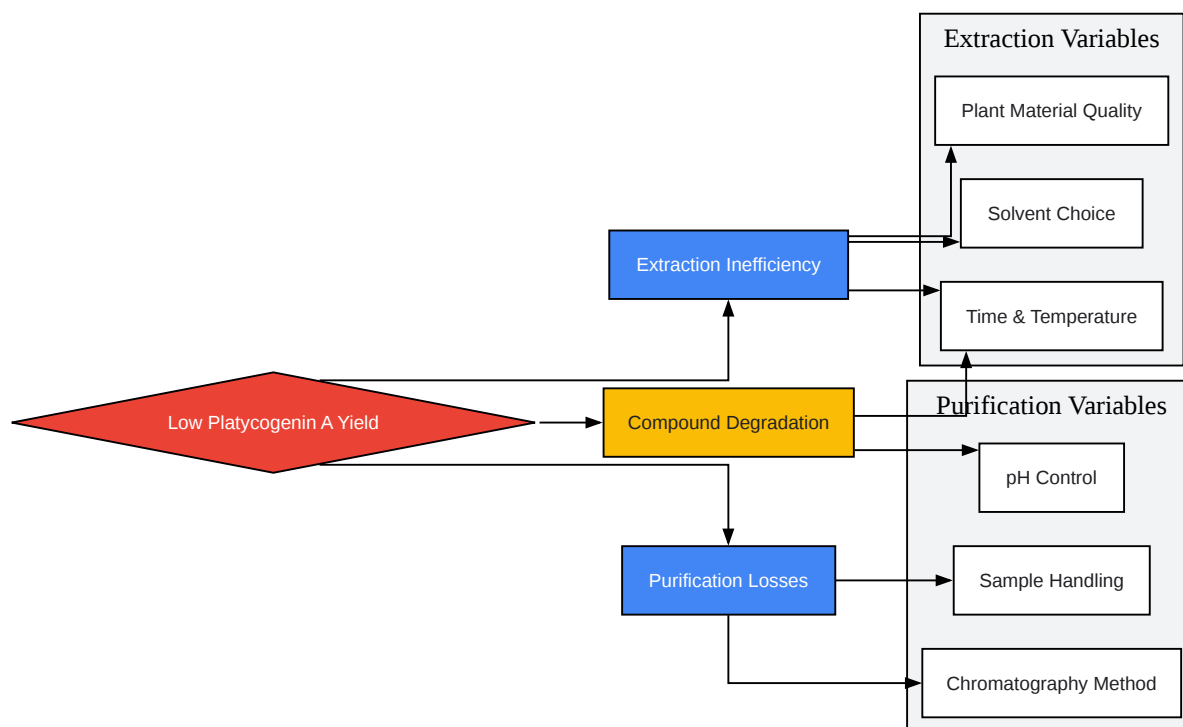 Extraction Variables
Plant Material Quality
Solvent Choice
Extraction Inefficiency
Time & Temperature
Low Platycogenin A Yield
Compound Degradation
Purification Variables
pH Control
Purification Losses
Sample Handling
Chromatography Method